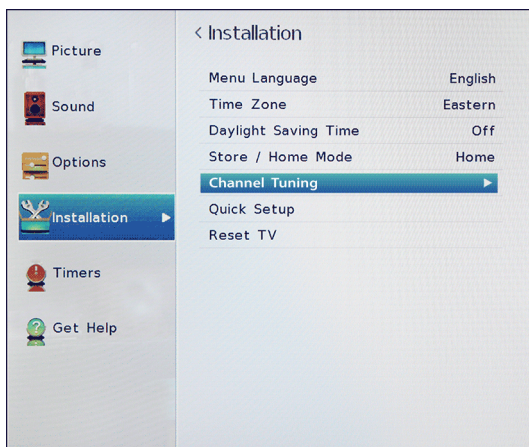 Picture
Sound
Options
Installation
Timers
Get Help
< Installation
Menu Language English
Time Zone Eastern
Daylight Saving Time Off
Store / Home Mode Home
Channel Tuning
Quick Setup
Reset TV